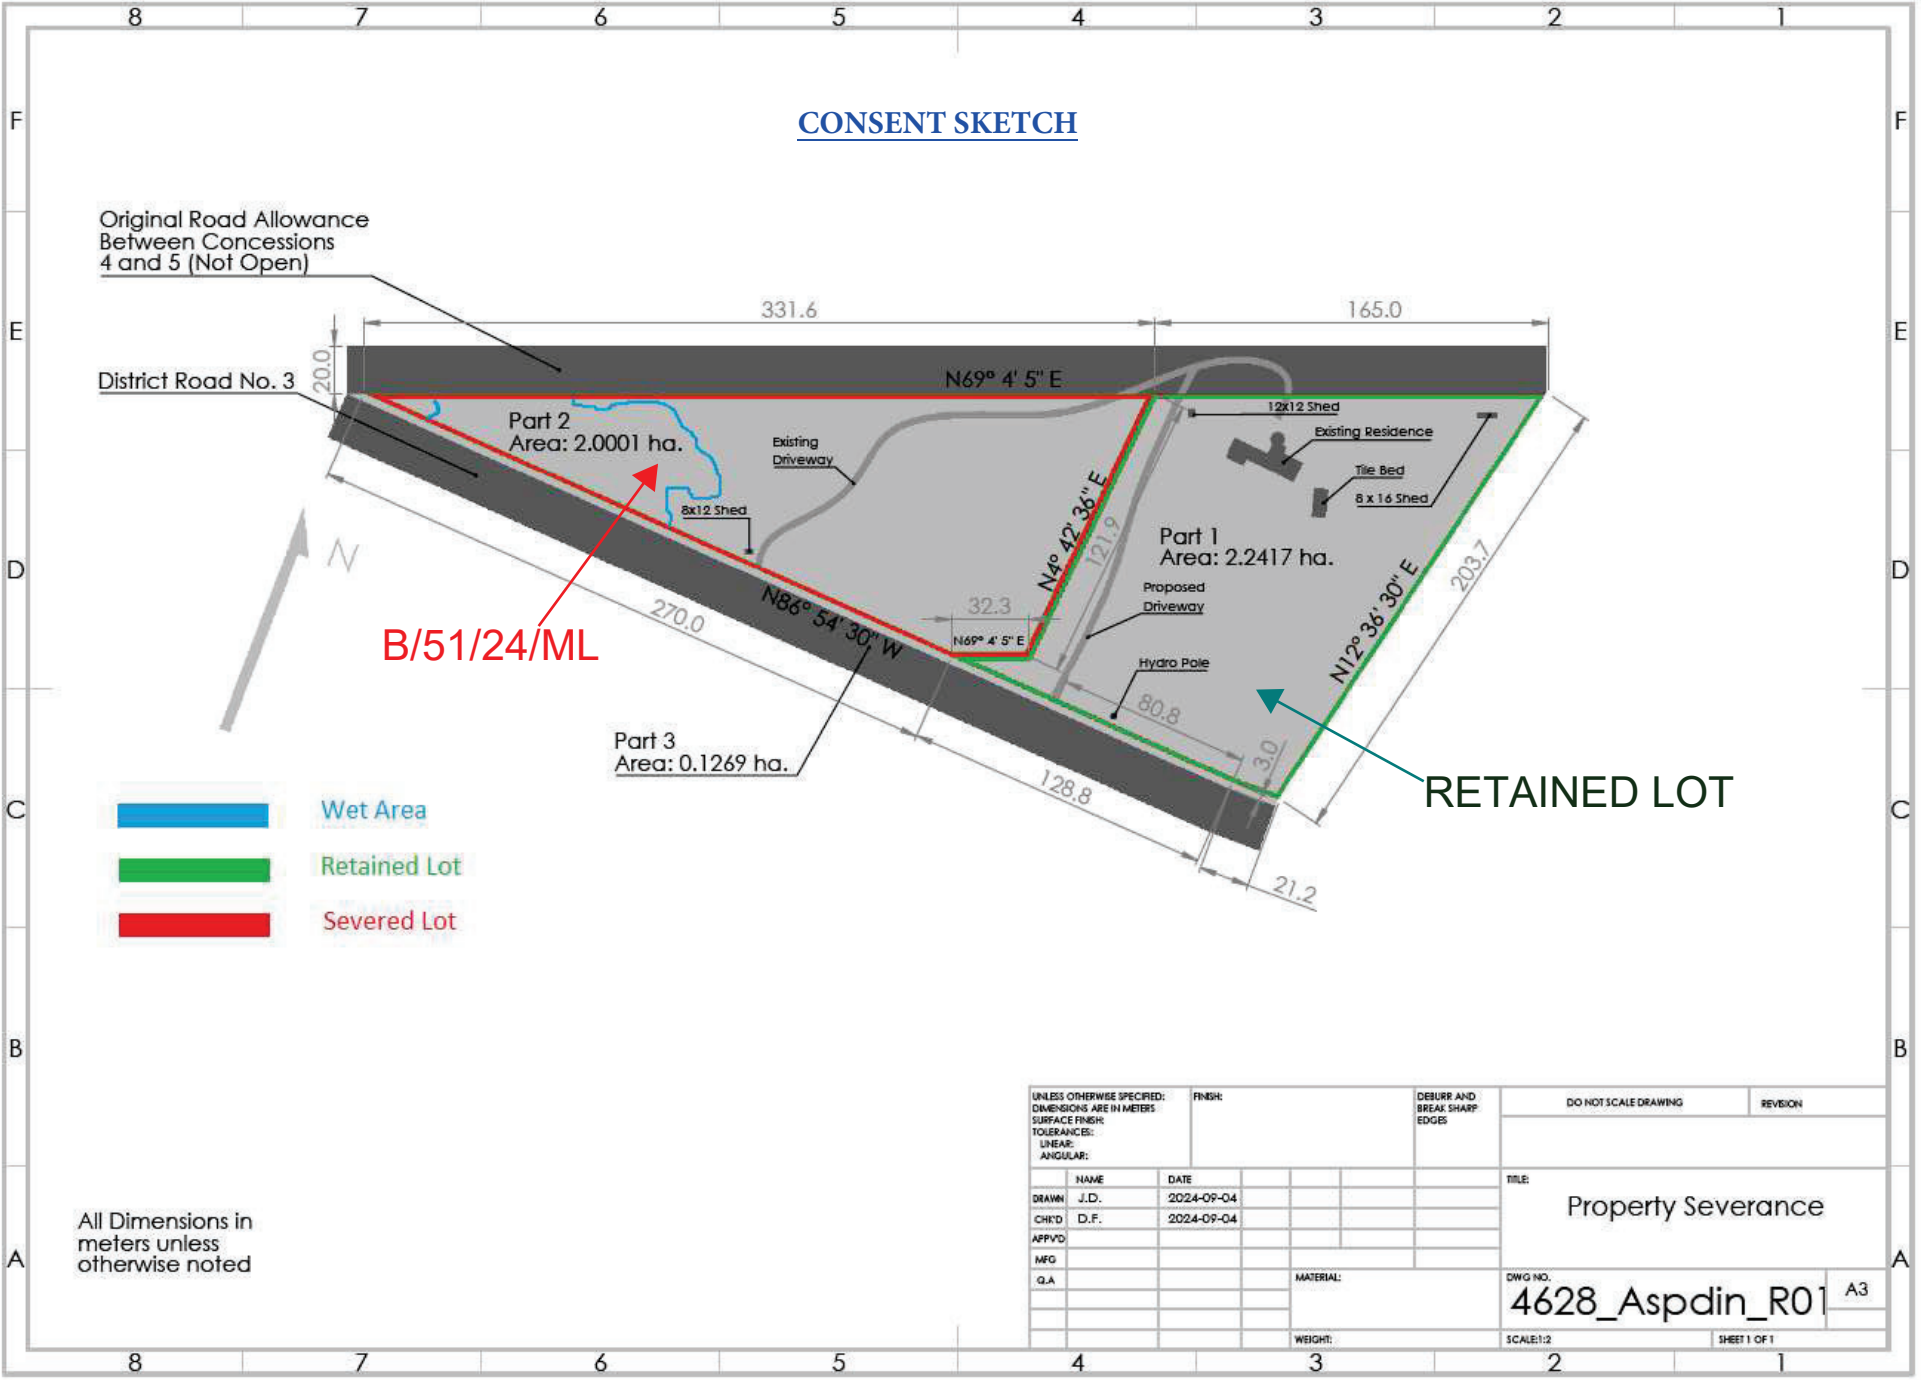 8 7 6 5 4 3 2 1
F F
CONSENT SKETCH
Original Road Allowance
Between Concessions
4 and 5 (Not Open)
331.6 165.0
E E
20.0
District Road No. 3
N69º 4' 5" E
12x12 Shed
Part 2
Area: 2.0001 ha.
Existing
Driveway
Existing Residence
Tile Bed
8 x 16 Shed
8x12 Shed
N4º 42' 36" E
121.9
Part 1
Area: 2.2417 ha.
203.7
N
D D
Proposed
Driveway
N12º 36' 30" E
270.0
N86º 54' 30" W
32.3
N69º 4' 5" E
B/51/24/ML
Hydro Pole
80.8
Part 3
Area: 0.1269 ha.
3.0
128.8
RETAINED LOT
C C
Wet Area
Retained Lot
Severed Lot
21.2
B B
UNLESS OTHERWISE SPECIFIED:
DIMENSIONS ARE IN METERS
SURFACE FINISH:
TOLERANCES:
LINEAR:
ANGULAR:
FINISH:
DEBURR AND
BREAK SHARP
EDGES
DO NOT SCALE DRAWING
REVISION
NAME DATE
DRAWN J.D. 2024-09-04
CHK'D D.F. 2024-09-04
APPV'D
MFG
Q.A
TITLE:
Property Severance
MATERIAL:
DWG NO.
4628_Aspdin_R01
A3
WEIGHT:
SCALE:1:2
SHEET 1 OF 1
All Dimensions in
meters unless
otherwise noted
A A
8 7 6 5 4 3 2 1